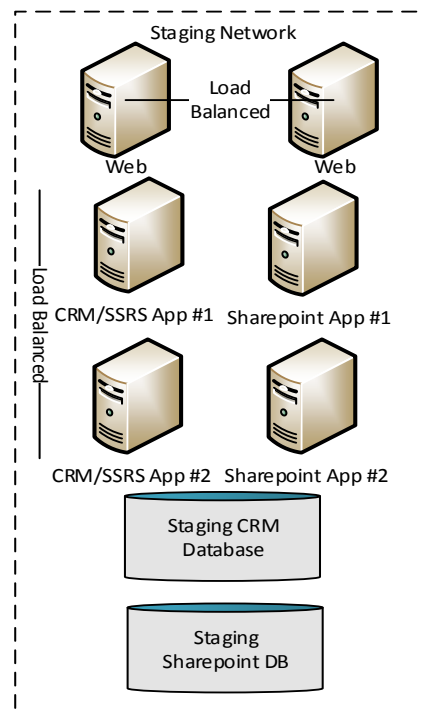 Staging Network
Load
Balanced
Web
Web
Load Balanced
CRM/SSRS App #1
Sharepoint App #1
CRM/SSRS App #2
Sharepoint App #2
Staging CRM
Database
Staging
Sharepoint DB